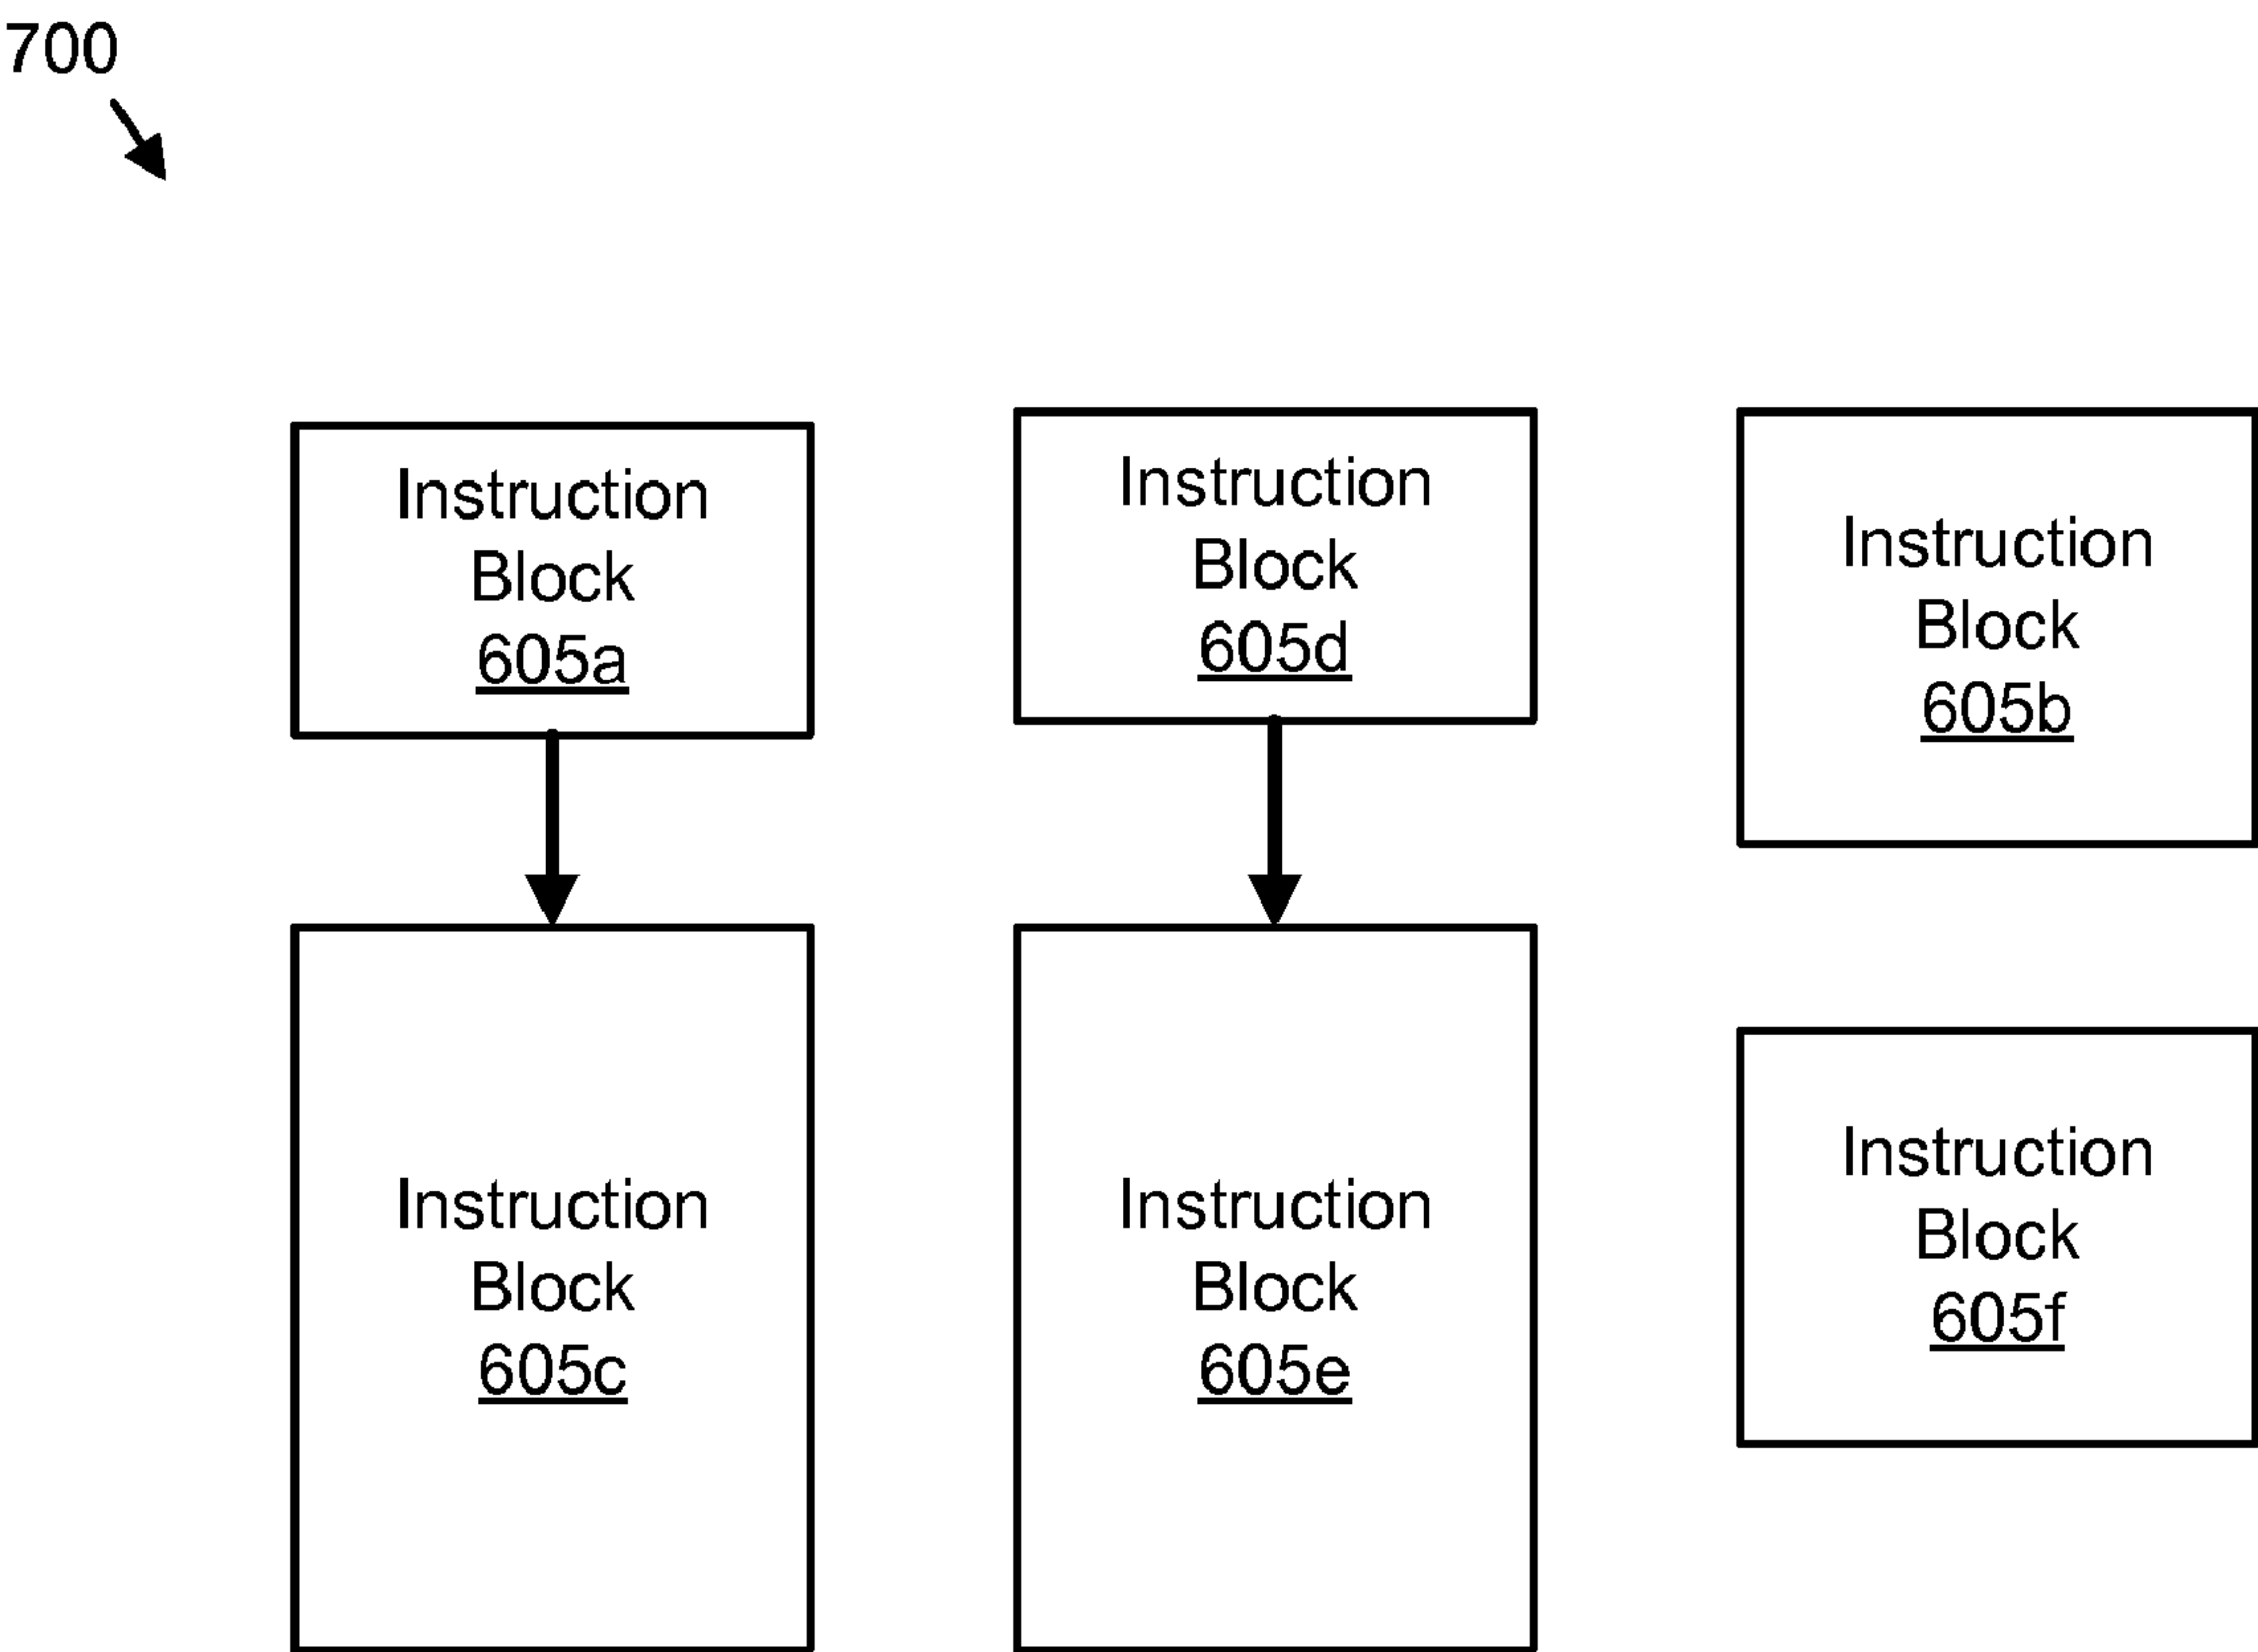 700
Instruction
Block
605a
Instruction
Block
605d
Instruction
Block
605b
Instruction
Block
605c
Instruction
Block
605e
Instruction
Block
605f